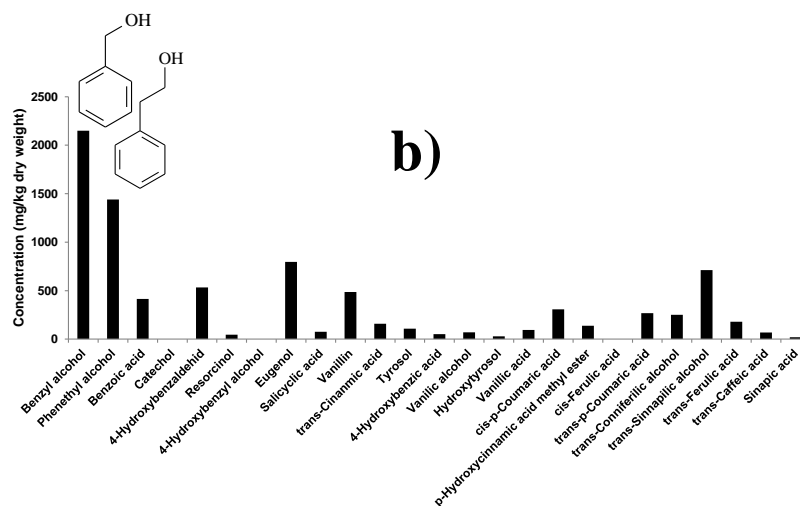 OH
OH
b)
Concentration (mg/kg dry weight)
2500
2000
1500
1000
500
0
Benzyl alcohol
Phenethyl alcohol
Benzoic acid
Catechol
4-Hydroxybenzaldehid
Resorcinol
4-Hydroxybenzyl alcohol
Eugenol
Salicyclic acid
Vanillin
trans-Cinanmic acid
Tyrosol
4-Hydroxybenzic acid
Vanilic alcohol
Hydroxytyrosol
Vanillic acid
cis-p-Coumaric acid
p-Hydroxycinnamic acid methyl ester
cis-Ferulic acid
trans-p-Coumaric acid
trans-Conniferilic alcohol
trans-Sinnapilic alcohol
trans-Ferulic acid
trans-Caffeic acid
Sinapic acid